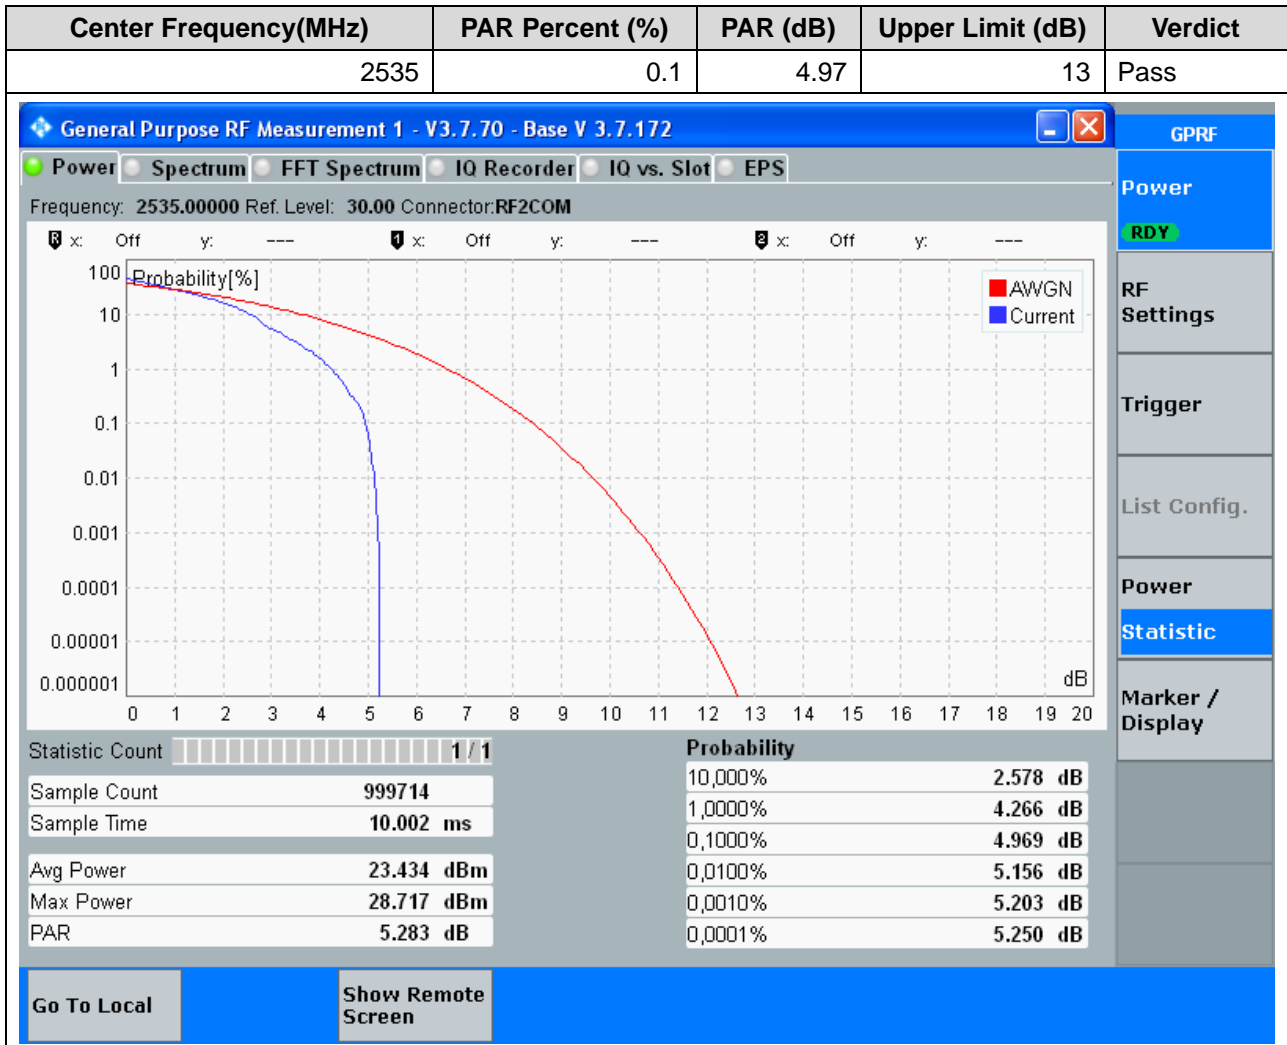 Center Frequency(MHz) PAR Percent (%) PAR (dB) Upper Limit (dB) Verdict
2535 0.1 4.97 13 Pass
General Purpose RF Measurement 1 - V3.7.70 - Base V 3.7.172
GPRF
Power Spectrum FFT Spectrum IQ Recorder IQ vs. Slot EPS
Frequency: 2535.00000 Ref. Level: 30.00 Connector:RF2COM
R x: Off y: --- 1 x: Off y: --- 2 x: Off y: ---
Probability[%]
AWGN
Current
100
10
1
0.1
0.01
0.001
0.0001
0.00001
0.000001
dB
0 1 2 3 4 5 6 7 8 9 10 11 12 13 14 15 16 17 18 19 20
Statistic Count 1 / 1
Sample Count 999714
Sample Time 10.002 ms
Avg Power 23.434 dBm
Max Power 28.717 dBm
PAR 5.283 dB
Probability
10,000% 2.578 dB
1,0000% 4.266 dB
0,1000% 4.969 dB
0,0100% 5.156 dB
0,0010% 5.203 dB
0,0001% 5.250 dB
Power
RDY
RF
Settings
Trigger
List Config.
Power
Statistic
Marker /
Display
Go To Local
Show Remote
Screen